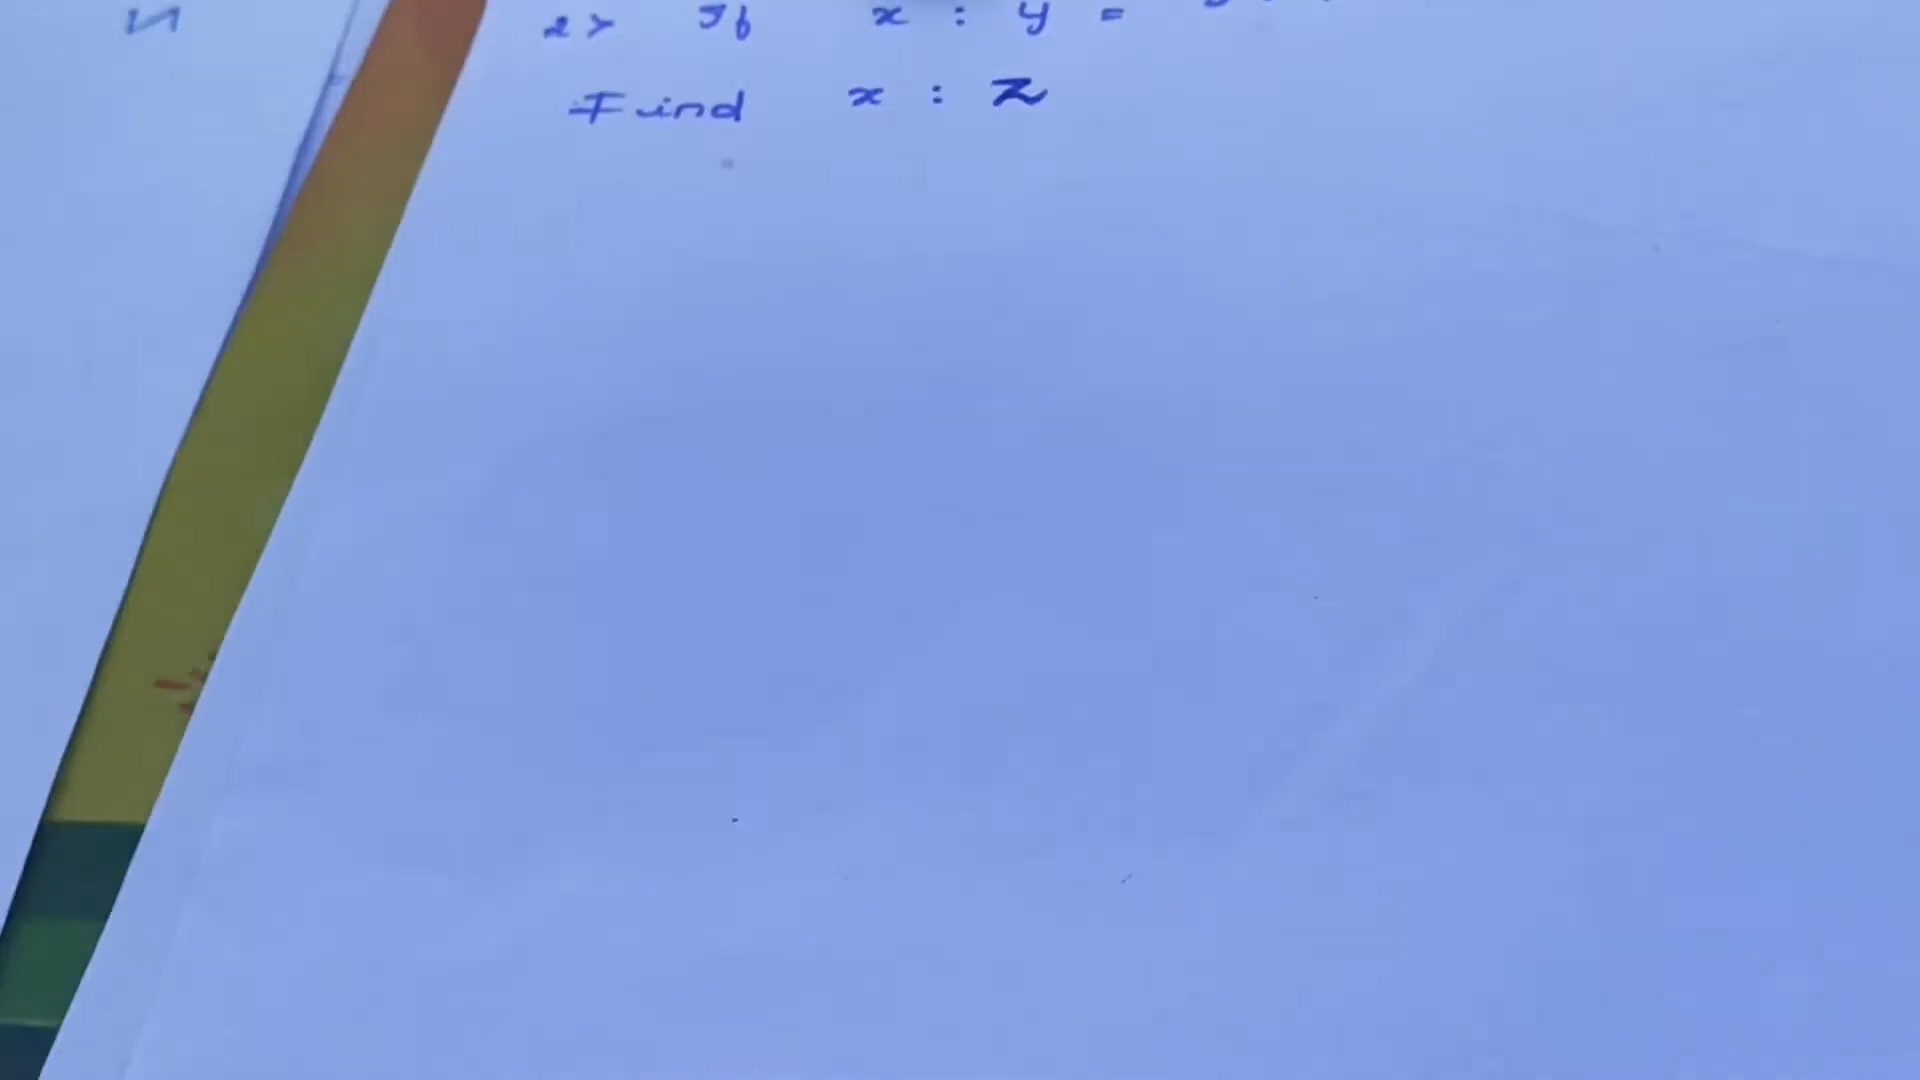 2> If x : y =
Find x : z